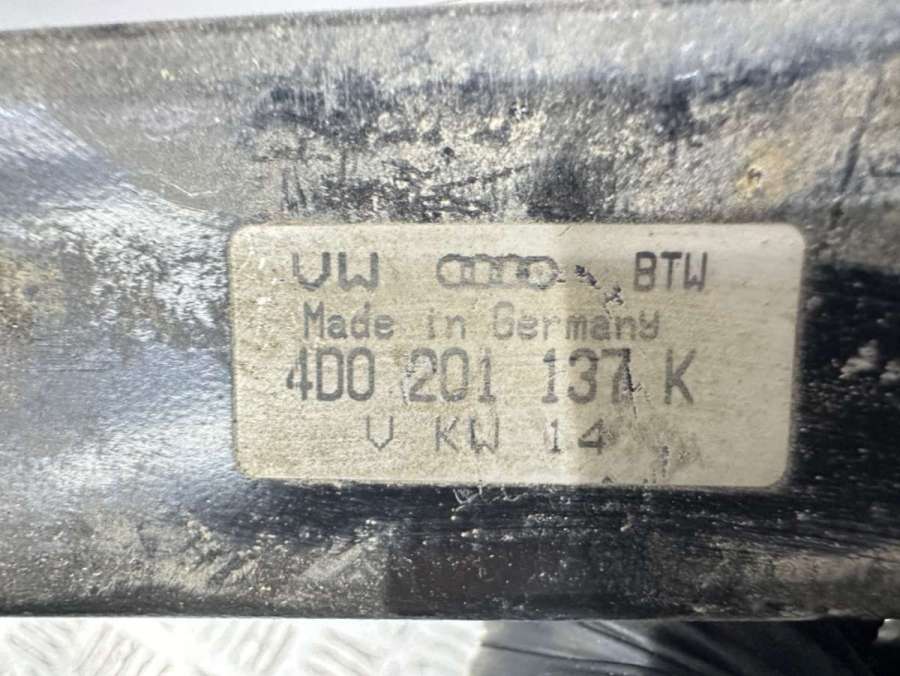 VW BTW
Made in Germany
4D0 201 137 K
V KW 14